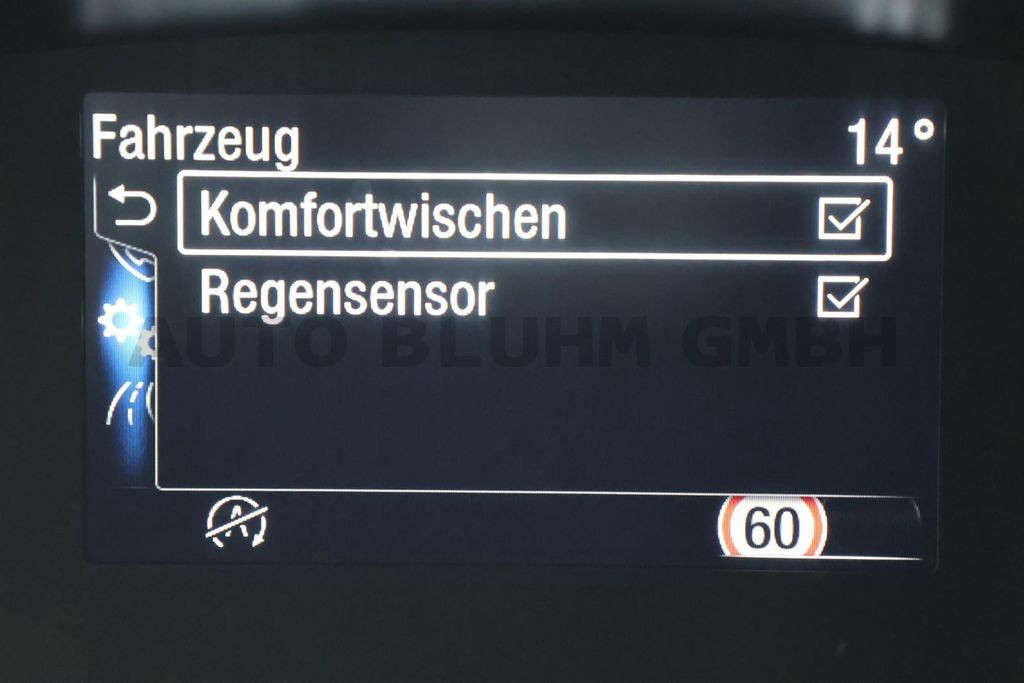 Fahrzeug 14°
Komfortwischen
Regensensor
AUTO BLUHM GMBH
A
60